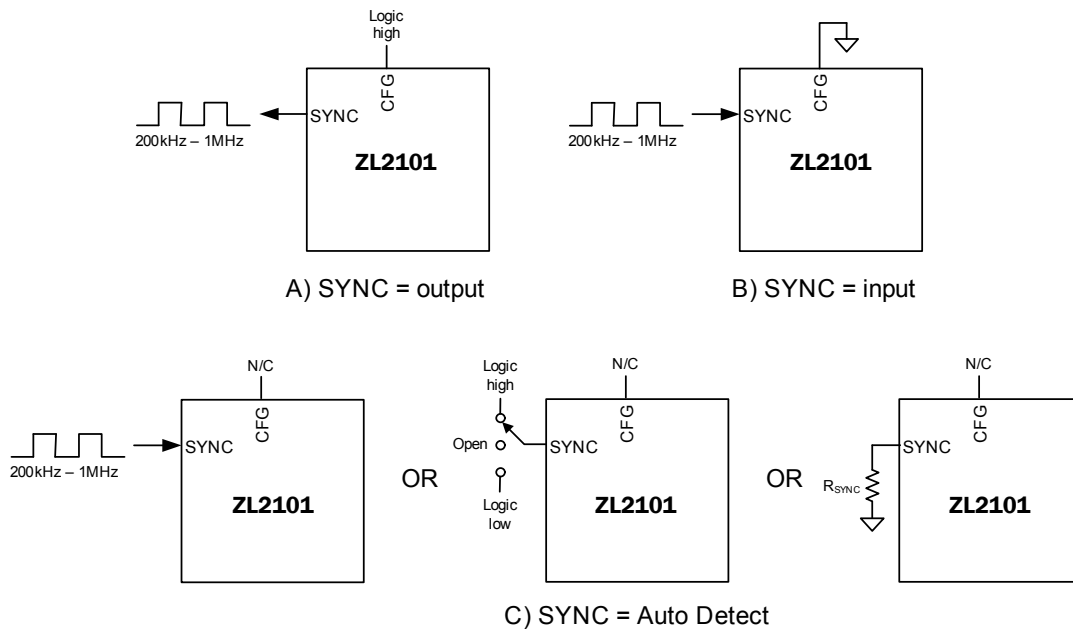 Logic
high
CFG
SYNC
200kHz – 1MHz
ZL2101
A) SYNC = output
CFG
SYNC
200kHz – 1MHz
ZL2101
B) SYNC = input
N/C
CFG
SYNC
200kHz – 1MHz
ZL2101
OR
Logic
high
Open
Logic
low
N/C
CFG
SYNC
ZL2101
OR
N/C
CFG
SYNC
RSYNC
ZL2101
C) SYNC = Auto Detect